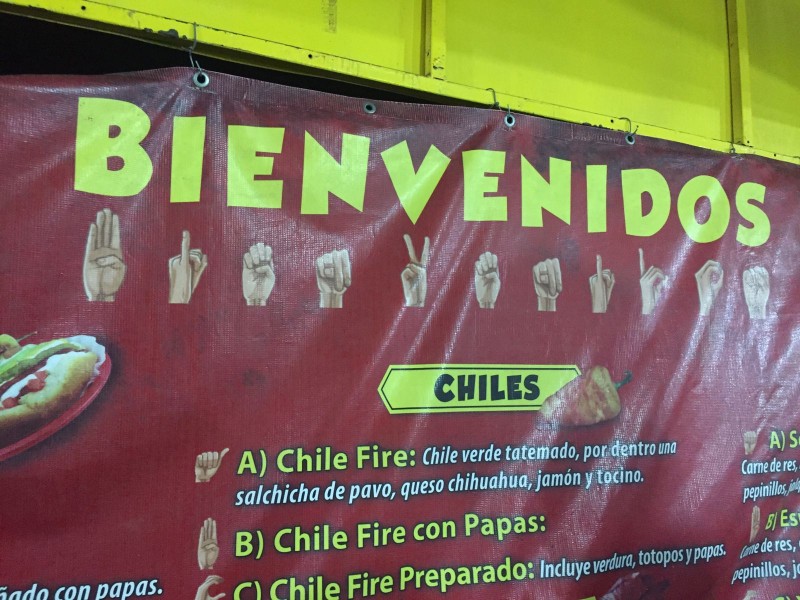 BIENVENIDOS
CHILES
A) Chile Fire: Chile verde tatemado, por dentro una
salchicha de pavo, queso chihuahua, jamón y tocino.
B) Chile Fire con Papas:
C) Chile Fire Preparado: Incluye verdura, totopos y papas.
con papas.
A)
Carne de res,
pepinillos,
B)
Carne de res,
pepinillos,